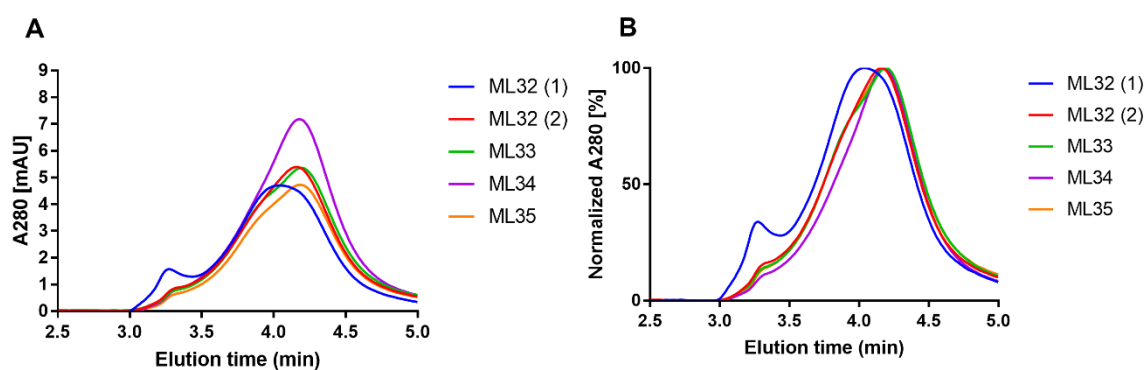 A
B
A280 [mAU]
9
8
7
6
5
4
3
2
1
0
2.5 3.0 3.5 4.0 4.5 5.0
Elution time (min)
ML32 (1)
ML32 (2)
ML33
ML34
ML35
Normalized A280 [%]
100
50
0
2.5 3.0 3.5 4.0 4.5 5.0
Elution time (min)
ML32 (1)
ML32 (2)
ML33
ML34
ML35